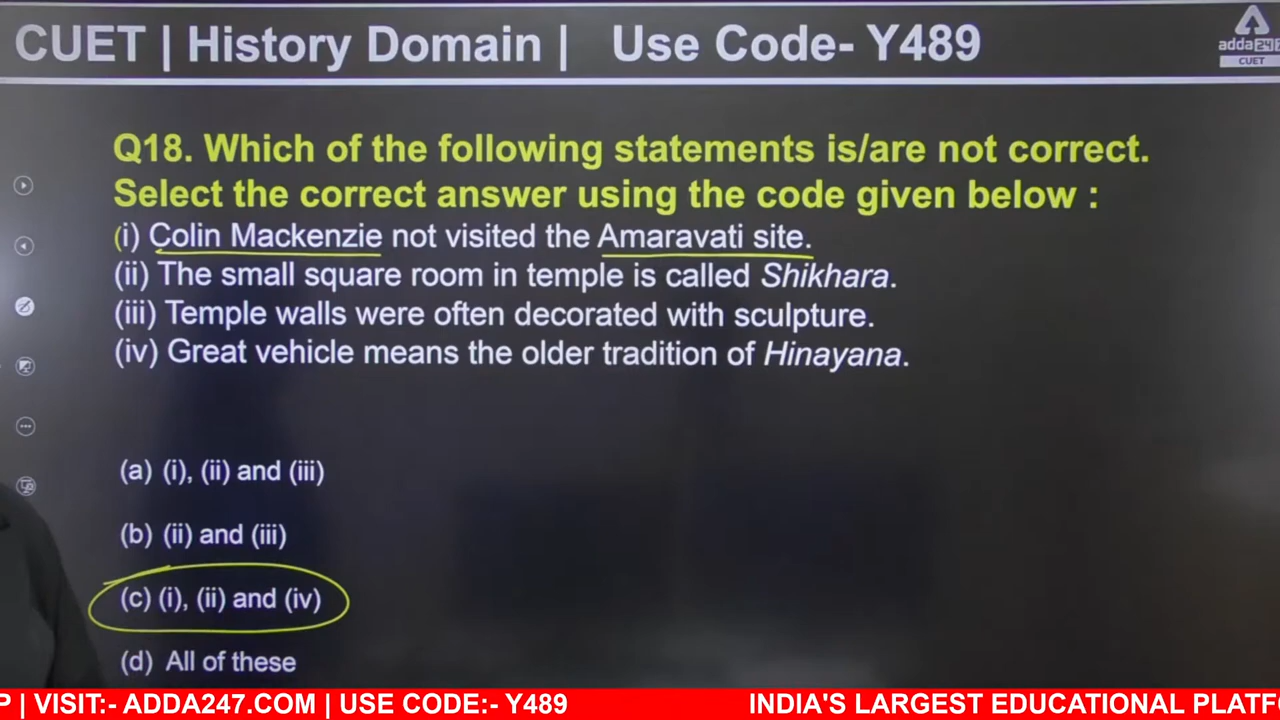 CUET | History Domain | Use Code- Y489
adda247
CUET
Q18. Which of the following statements is/are not correct.
Select the correct answer using the code given below :
(i) Colin Mackenzie not visited the Amaravati site.
(ii) The small square room in temple is called Shikhara.
(iii) Temple walls were often decorated with sculpture.
(iv) Great vehicle means the older tradition of Hinayana.
(a) (i), (ii) and (iii)
(b) (ii) and (iii)
(c) (i), (ii) and (iv)
(d) All of these
P | VISIT:- ADDA247.COM | USE CODE:- Y489 INDIA'S LARGEST EDUCATIONAL PLATF